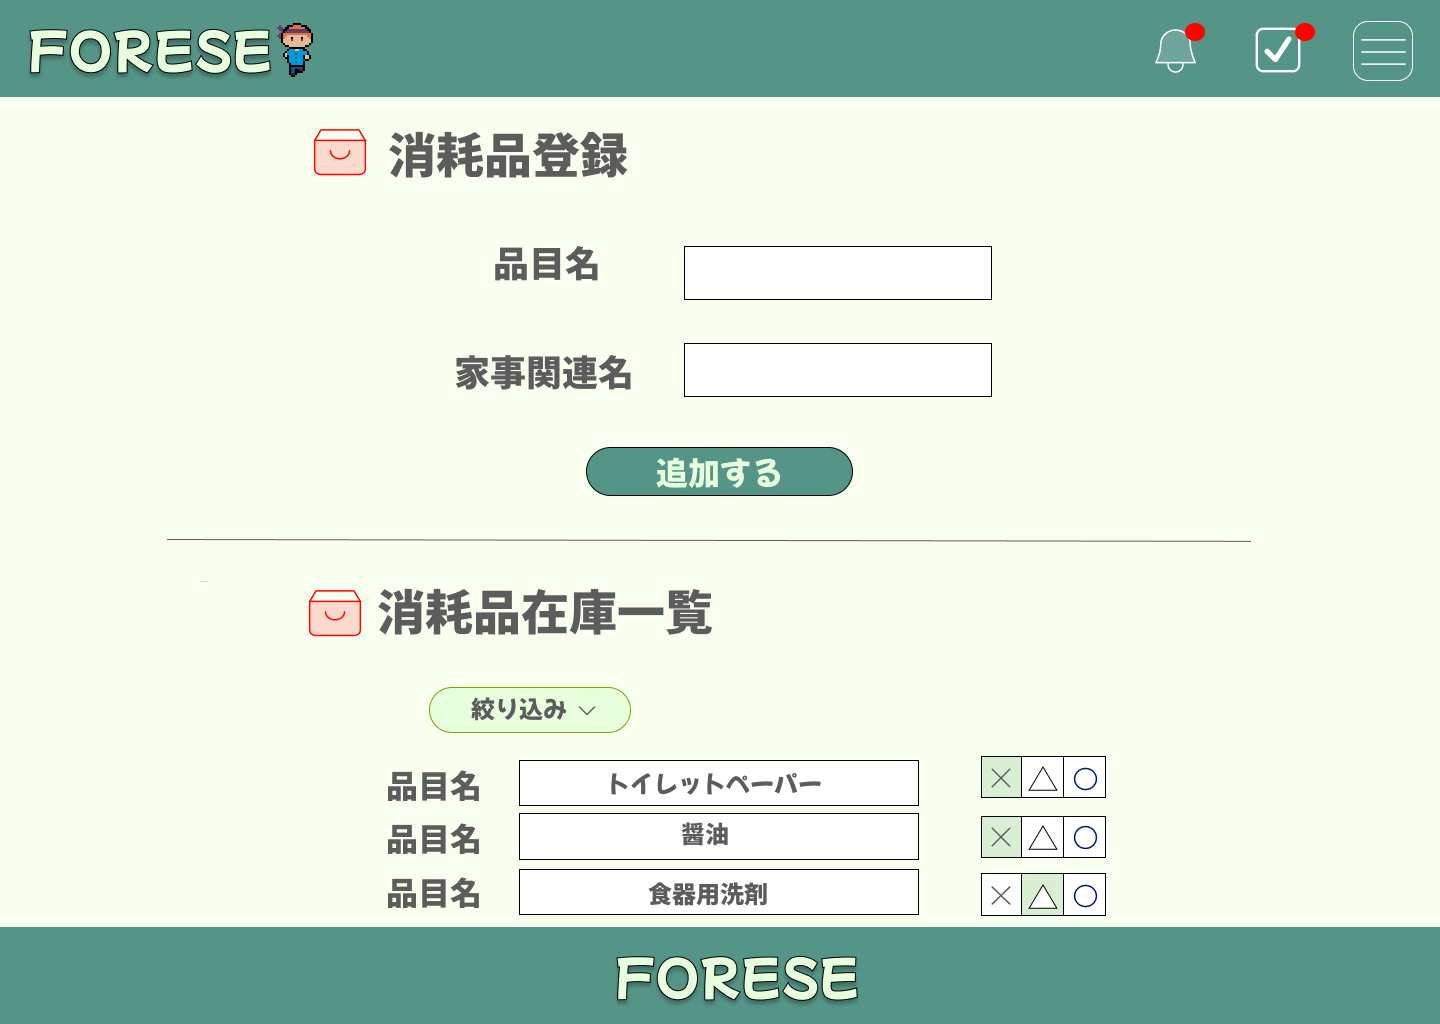 FORESE
消耗品登録
品目名
家事関連名
追加する
消耗品在庫一覧
絞り込み
品目名 トイレットペーパー × △ ○
品目名 醤油 × △ ○
品目名 食器用洗剤 × △ ○
FORESE